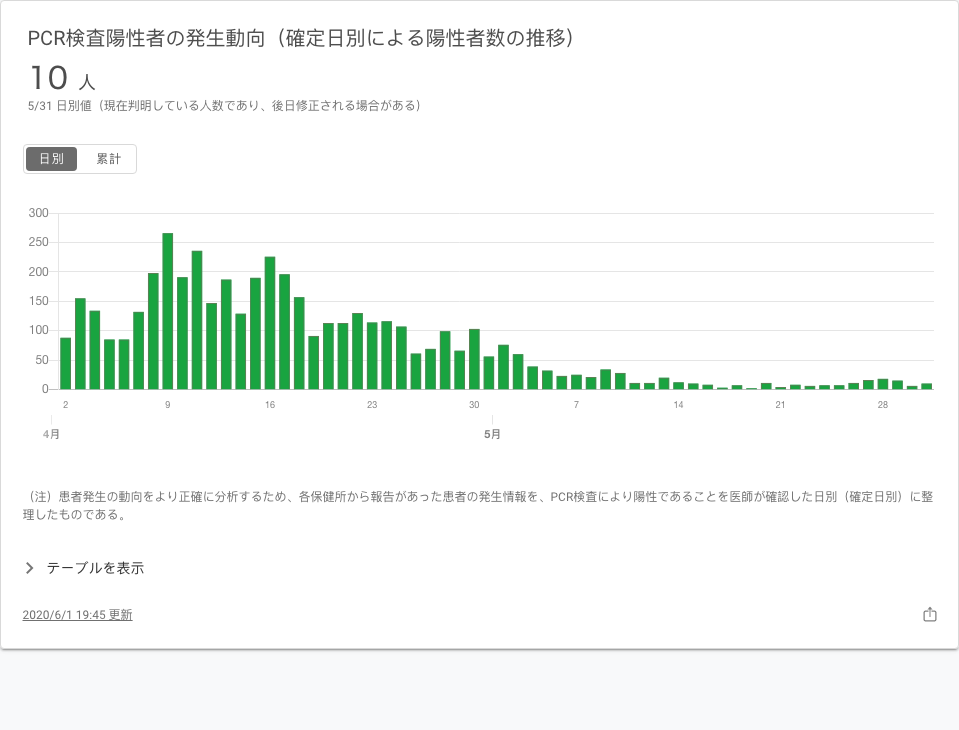 PCR検査陽性者の発生動向（確定日別による陽性者数の推移）
10 人
5/31 日別値（現在判明している人数であり、後日修正される場合がある）
日別 累計
300
250
200
150
100
50
0
2 9 16 23 30 7 14 21 28
4月 5月
（注）患者発生の動向をより正確に分析するため、各保健所から報告があった患者の発生情報を、PCR検査により陽性であることを医師が確認した日別（確定日別）に整
理したものである。
テーブルを表示
2020/6/1 19:45 更新